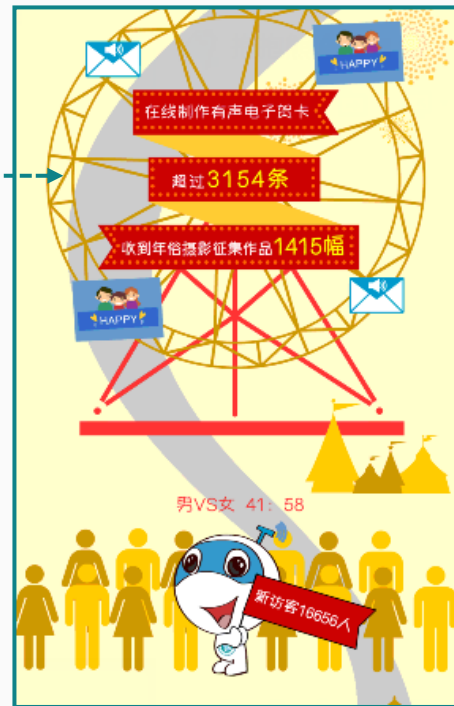 HAPPY
在线制作有声电子贺卡
超过3154条
收到年俗摄影征集作品1415幅
HAPPY
男VS女 41：58
新访客16656人